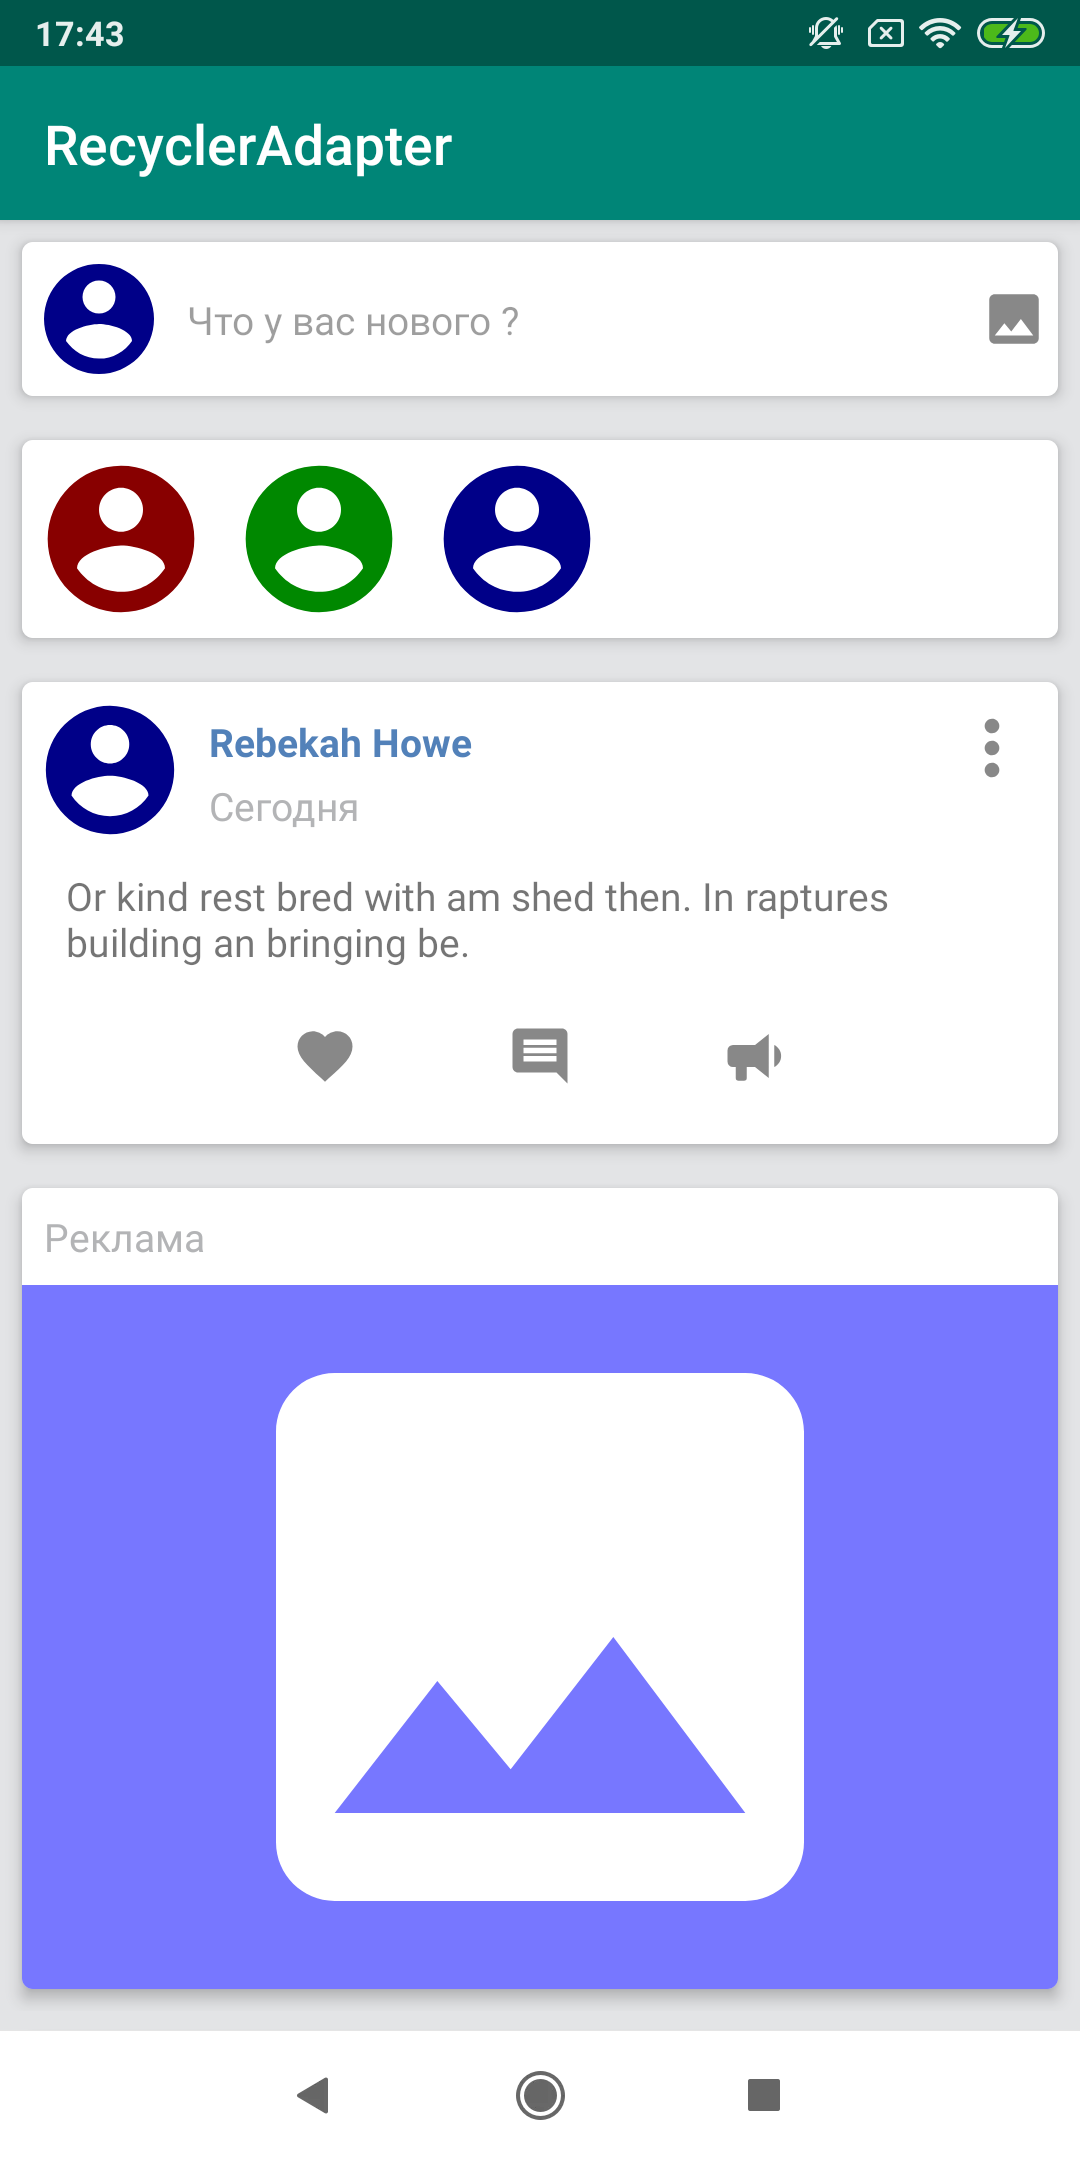 17:43
RecyclerAdapter
Что у вас нового ?
Rebekah Howe
Сегодня
Or kind rest bred with am shed then. In raptures
building an bringing be.
Реклама